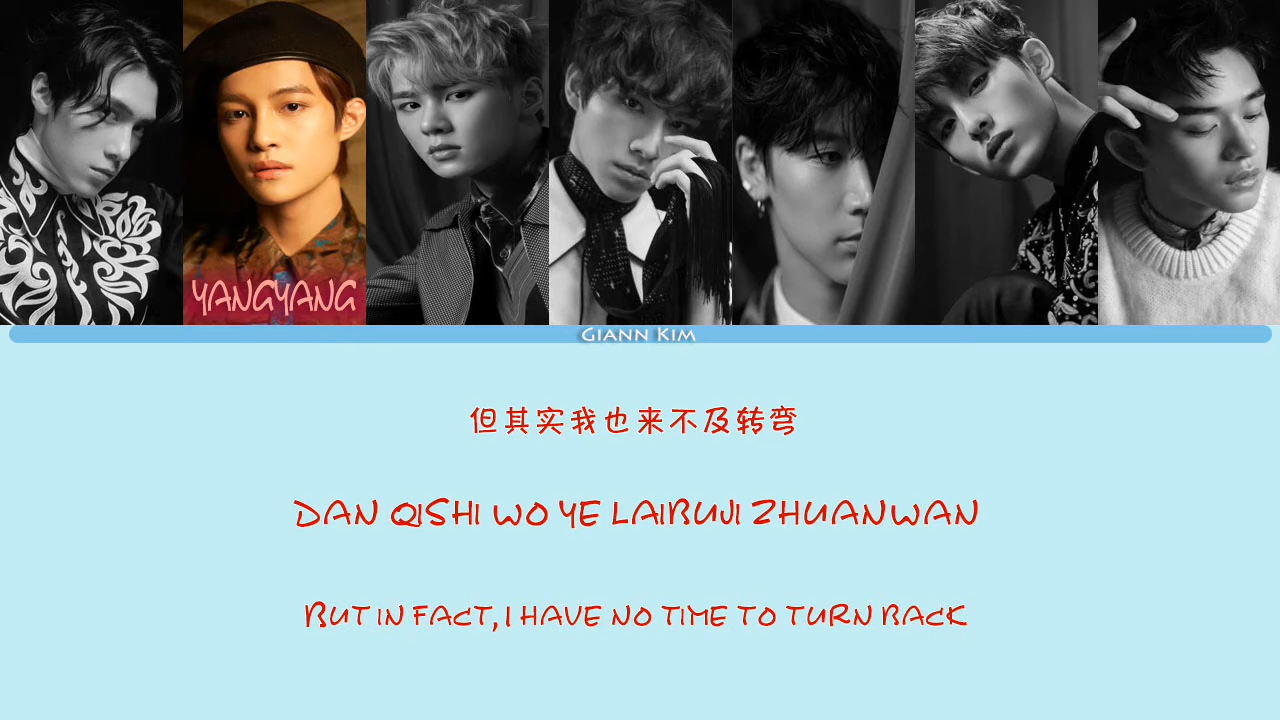 YANGYANG
GIANN KIM
但其实我也来不及转弯
DAN QISHI WO YE LAIBUJI ZHUANWAN
BUT IN FACT, I HAVE NO TIME TO TURN BACK